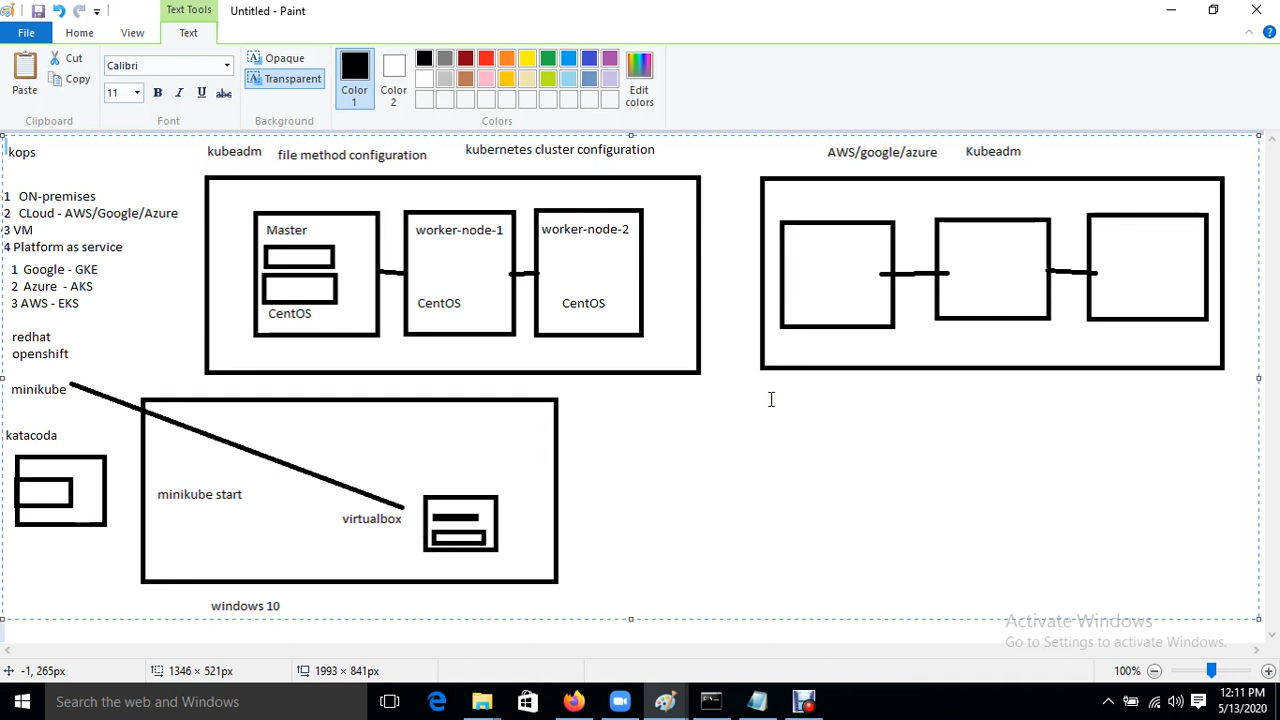 Text Tools
Untitled - Paint
File
Home
View
Text
Paste
Cut
Copy
Clipboard
Calibri
11
B
I
U
abc
Font
Opaque
Transparent
Background
Color
1
Color
2
Edit
colors
Colors
kops
kubeadm
file method configuration
kubernetes cluster configuration
AWS/google/azure
Kubeadm
1 ON-premises
2 CLoud - AWS/Google/Azure
3 VM
4 Platform as service
1 Google - GKE
2 Azure - AKS
3 AWS - EKS
redhat
openshift
minikube
katacoda
Master
CentOS
worker-node-1
CentOS
worker-node-2
CentOS
minikube start
virtualbox
windows 10
Activate Windows
Go to Settings to activate Windows.
-1, 265px
1346 × 521px
1993 × 841px
100%
Search the web and Windows
12:11 PM
5/13/2020